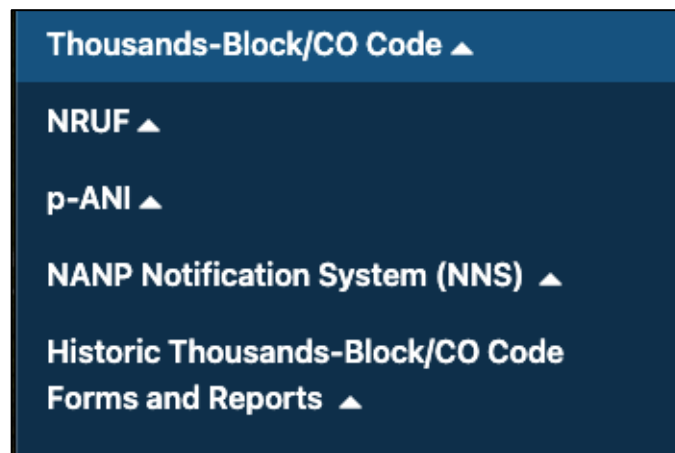 Thousands-Block/CO Code ▲
NRUF ▲
p-ANI ▲
NANP Notification System (NNS) ▲
Historic Thousands-Block/CO Code
Forms and Reports ▲